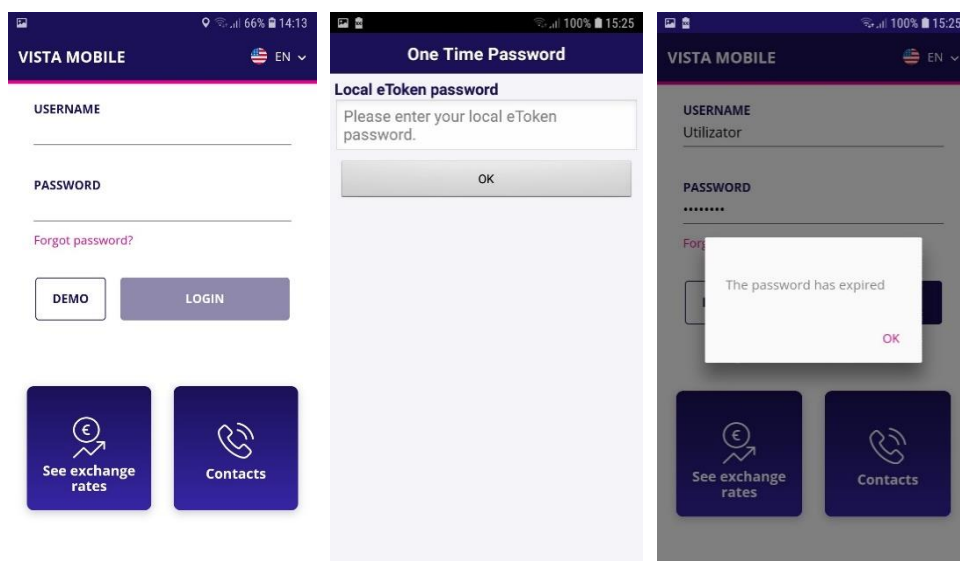 66% 14:13
VISTA MOBILE EN
USERNAME
PASSWORD
Forgot password?
DEMO LOGIN
€
See exchange
rates
Contacts
100% 15:25
One Time Password
Local eToken password
Please enter your local eToken
password.
OK
100% 15:25
VISTA MOBILE EN
USERNAME
Utilizator
PASSWORD
••••••••
The password has expired
OK
€
See exchange
rates
Contacts